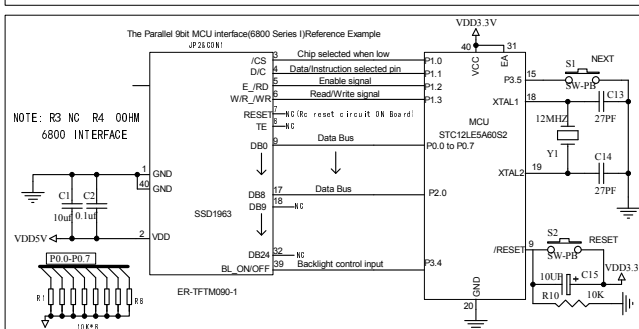 The Parallel 9bit MCU interface(6800 Series I)Reference Example
JP2&CON1
VDD3.3V
40
31
VCC
EA
3
/CS
Chip selected when low
P1.0
4
D/C
Data/Instruction selected pin
P1.1
5
E_/RD
Enable signal
P1.2
6
W/R_/WR
Read/Write signal
P1.3
7
RESET
NC(Rc reset circuit ON Board)
8
TE
NC
9
DB0
Data Bus
P0.0 to P0.7
17
DB8
Data Bus
P2.0
18
DB9
NC
32
DB24
NC
39
BL_ON/OFF
Backlight control input
P3.4
NOTE: R3 NC R4 0OHM
6800 INTERFACE
1
GND
40
GND
C1
C2
10uf
0.1uf
SSD1963
VDD5V
2
VDD
P0.0-P0.7
R1
R8
10K*8
ER-TFTM090-1
MCU
STC12LE5A60S2
P3.5
15
S1
NEXT
SW-PB
XTAL1
18
C13
27PF
12MHZ
Y1
XTAL2
19
C14
27PF
/RESET
9
S2
RESET
SW-PB
10UF
+
C15
VDD3.3
R10
10K
20
GND